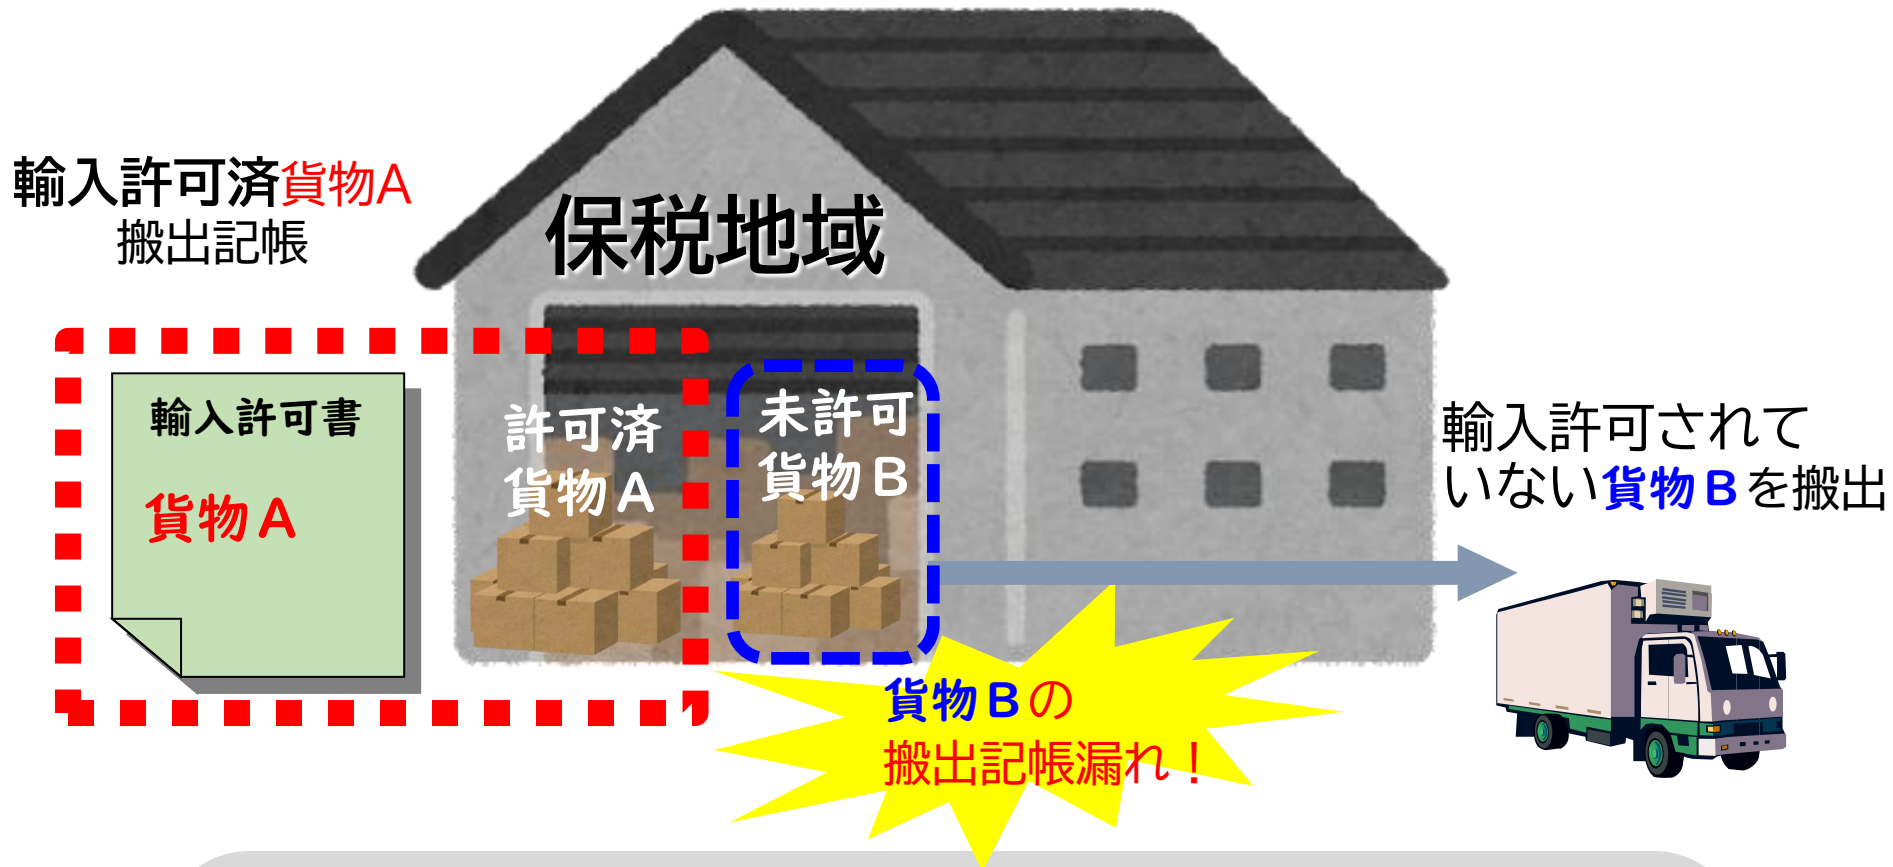 輸入許可済貨物A
搬出記帳
保税地域
輸入許可書
貨物A
許可済
貨物A
未許可
貨物B
輸入許可されて
いない貨物Bを搬出
貨物Bの
搬出記帳漏れ！